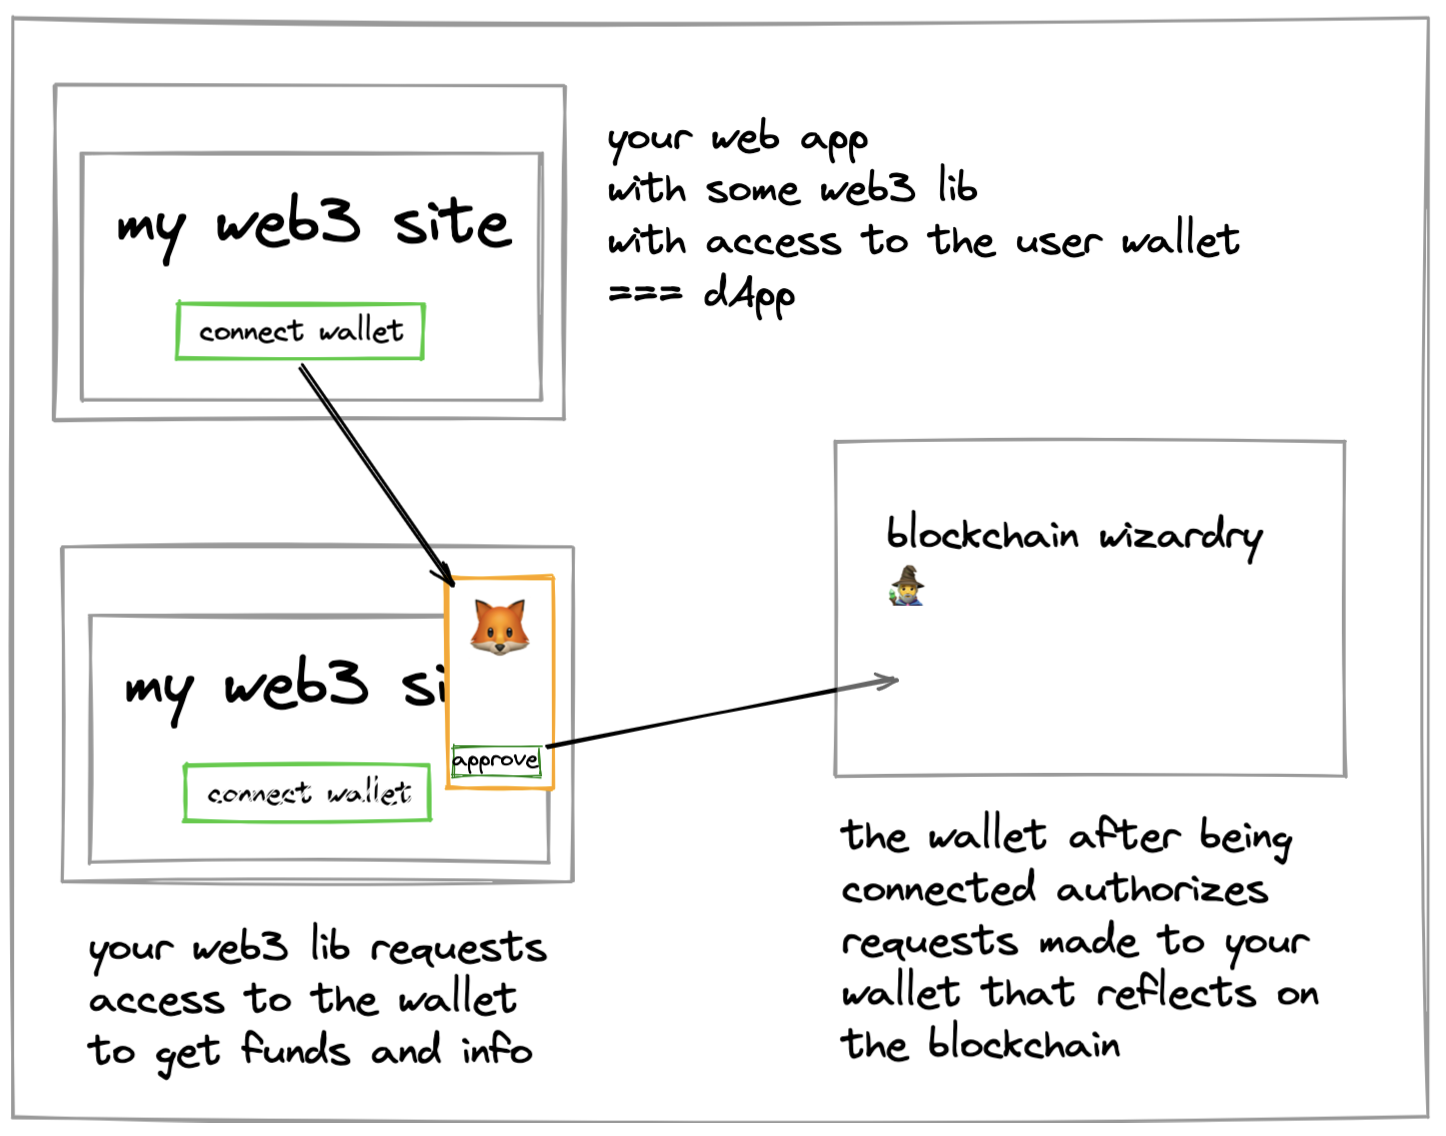 my web3 site
connect wallet
your web app
with some web3 lib
with access to the user wallet
=== dApp
my web3 si
connect wallet
approve
your web3 lib requests
access to the wallet
to get funds and info
blockchain wizardry
the wallet after being
connected authorizes
requests made to your
wallet that reflects on
the blockchain